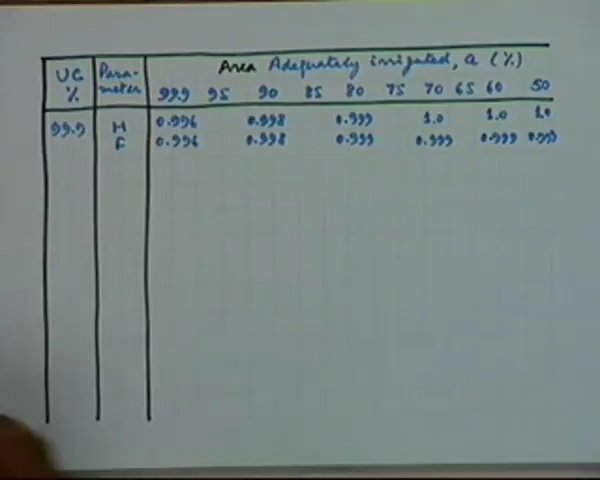 UC Para- Area Adequately irrigated, a (%)
% meter 99.9 95 90 85 80 75 70 65 60 50
99.9 H 0.996 0.998 0.999 1.0 1.0 1.0
F 0.996 0.998 0.999 0.999 0.999 0.999